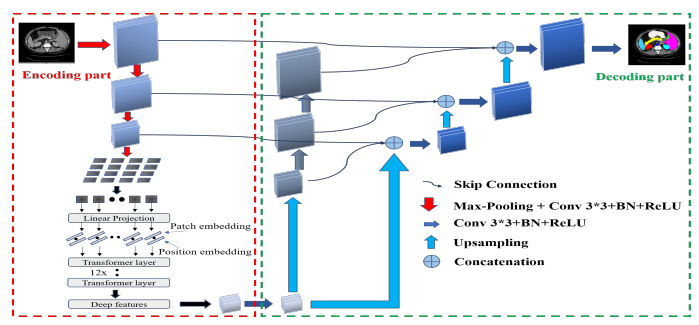 Encoding part
Decoding part
Linear Projection
Patch embedding
Position embedding
Transformer layer
12x
Transformer layer
Deep features
Skip Connection
Max-Pooling + Conv 3*3+BN+ReLU
Conv 3*3+BN+ReLU
Upsampling
Concatenation